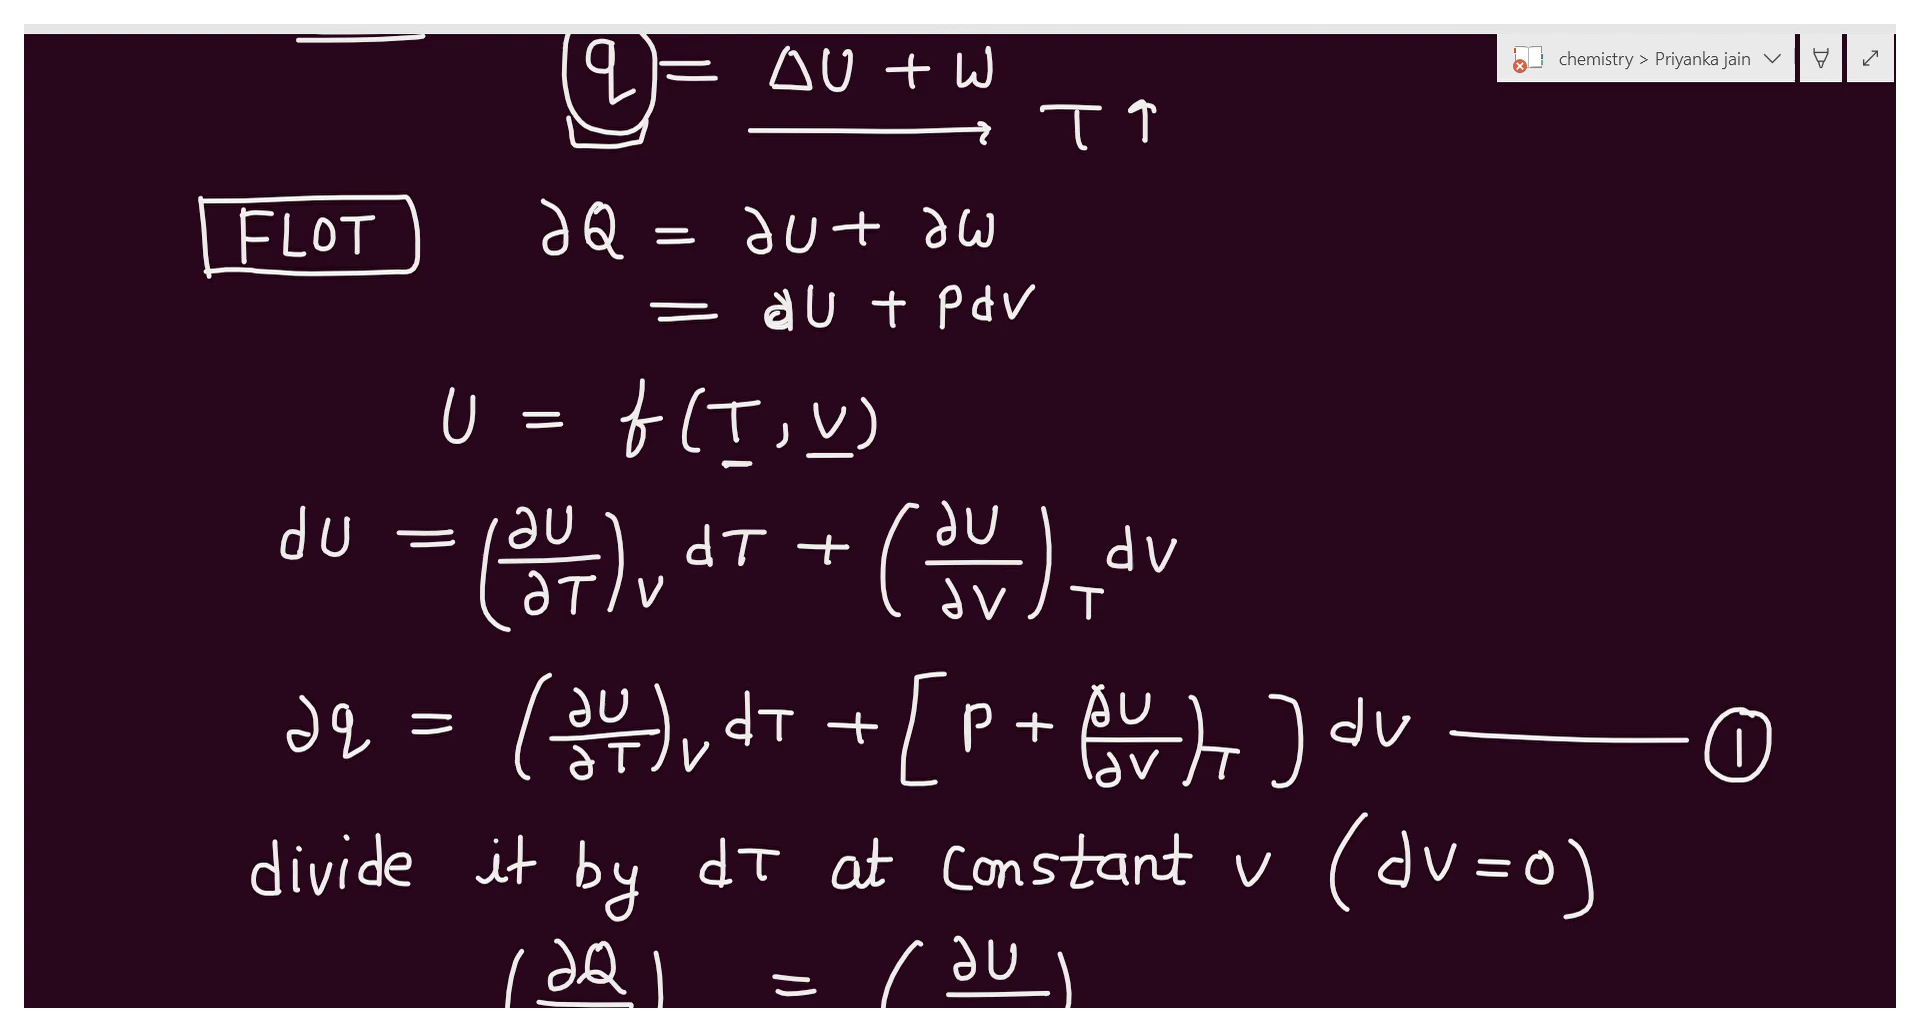 chemistry > Priyanka jain
q = ΔU + W
T ↑
FLOT ∂Q = ∂U + ∂W
= dU + PdV
U = f(T, V)
dU = (∂U/∂T)_V dT + (∂U/∂V)_T dV
∂q = (∂U/∂T)_V dT + [P + (∂U/∂V)_T] dV —— ①
divide it by dT at constant V (dV = 0)
(∂Q = (∂U